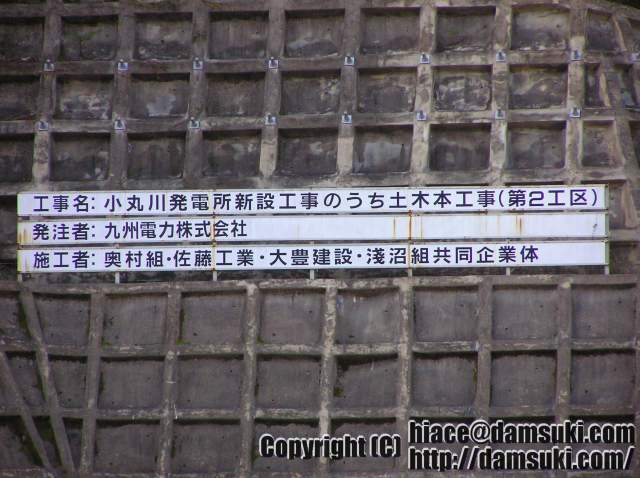 工事名：小丸川発電所新設工事のうち土木本工事(第2工区)
発注者：九州電力株式会社
施工者：奥村組･佐藤工業･大豊建設･淺沼組共同企業体
Copyright (C) hiace@damsuki.com
http://damsuki.com/